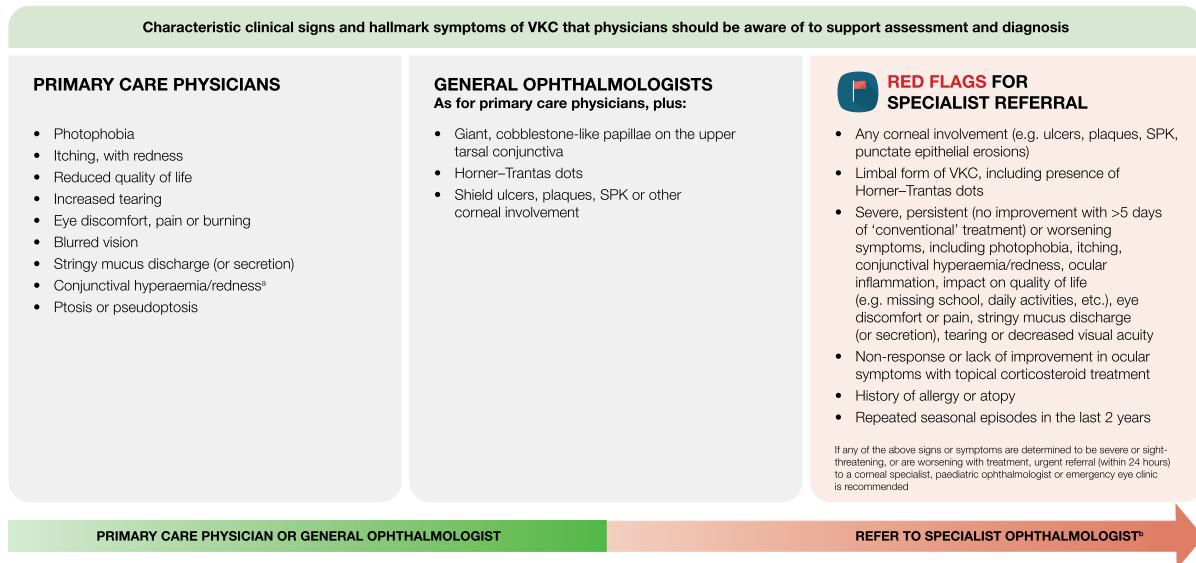 Characteristic clinical signs and hallmark symptoms of VKC that physicians should be aware of to support assessment and diagnosis
PRIMARY CARE PHYSICIANS
• Photophobia
• Itching, with redness
• Reduced quality of life
• Increased tearing
• Eye discomfort, pain or burning
• Blurred vision
• Stringy mucus discharge (or secretion)
• Conjunctival hyperaemia/rednessᵃ
• Ptosis or pseudoptosis
GENERAL OPHTHALMOLOGISTS
As for primary care physicians, plus:
• Giant, cobblestone-like papillae on the upper
tarsal conjunctiva
• Horner–Trantas dots
• Shield ulcers, plaques, SPK or other
corneal involvement
RED FLAGS FOR
SPECIALIST REFERRAL
• Any corneal involvement (e.g. ulcers, plaques, SPK,
punctate epithelial erosions)
• Limbal form of VKC, including presence of
Horner–Trantas dots
• Severe, persistent (no improvement with >5 days
of ‘conventional’ treatment) or worsening
symptoms, including photophobia, itching,
conjunctival hyperaemia/redness, ocular
inflammation, impact on quality of life
(e.g. missing school, daily activities, etc.), eye
discomfort or pain, stringy mucus discharge
(or secretion), tearing or decreased visual acuity
• Non-response or lack of improvement in ocular
symptoms with topical corticosteroid treatment
• History of allergy or atopy
• Repeated seasonal episodes in the last 2 years
If any of the above signs or symptoms are determined to be severe or sight-
threatening, or are worsening with treatment, urgent referral (within 24 hours)
to a corneal specialist, paediatric ophthalmologist or emergency eye clinic
is recommended
PRIMARY CARE PHYSICIAN OR GENERAL OPHTHALMOLOGIST
REFER TO SPECIALIST OPHTHALMOLOGISTᵇ